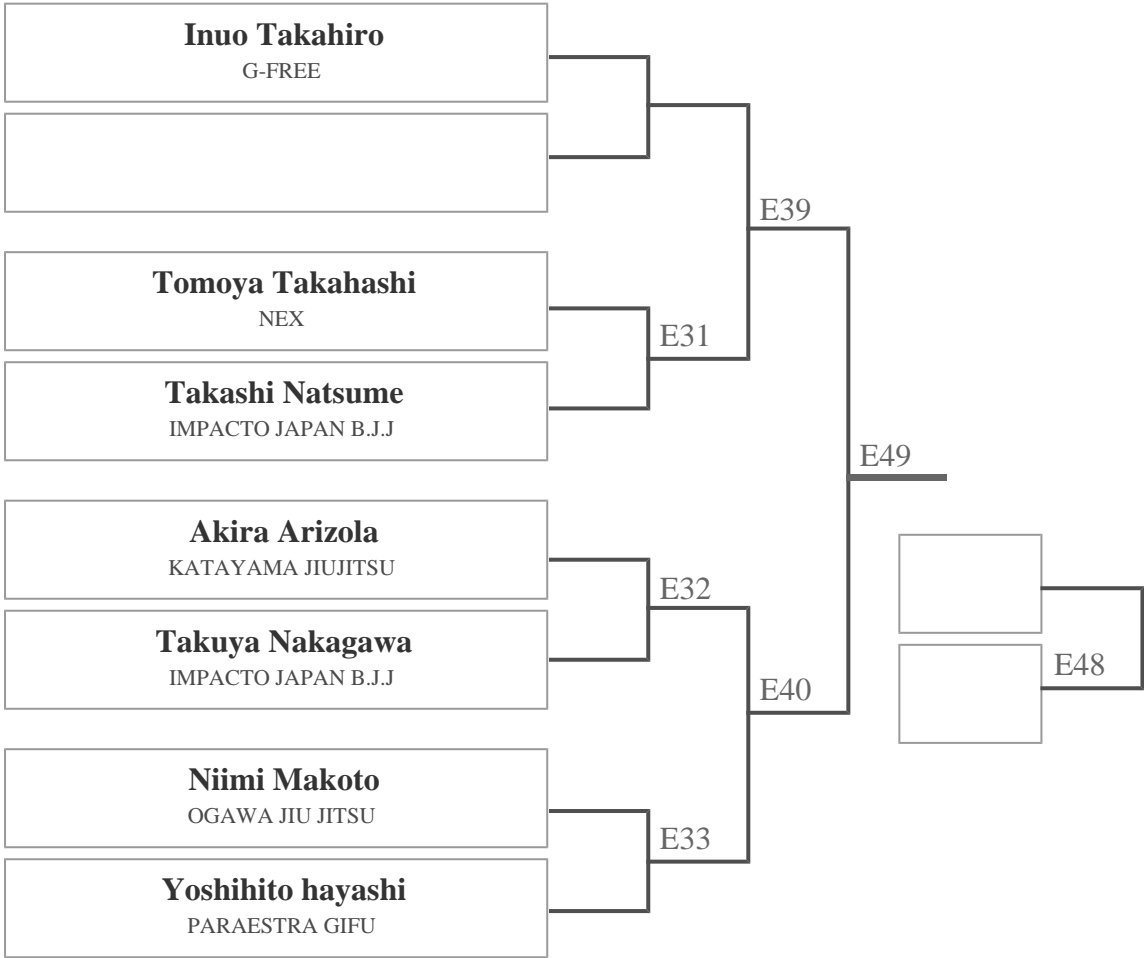 Inuo Takahiro
G-FREE
E39
Tomoya Takahashi
NEX
E31
Takashi Natsume
IMPACTO JAPAN B.J.J
E49
Akira Arizola
KATAYAMA JIUJITSU
E32
Takuya Nakagawa
IMPACTO JAPAN B.J.J
E48
E40
Niimi Makoto
OGAWA JIU JITSU
E33
Yoshihito hayashi
PARAESTRA GIFU